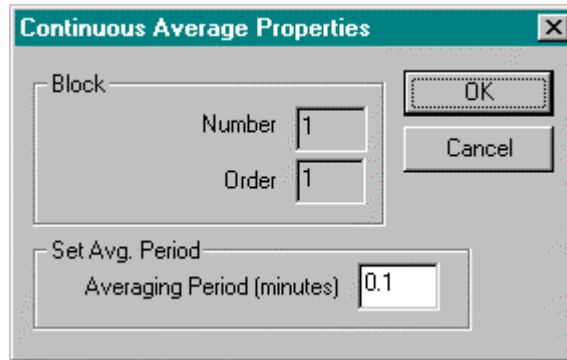 Continuous Average Properties
Block
Number 1
Order 1
OK
Cancel
Set Avg. Period
Averaging Period (minutes) 0.1